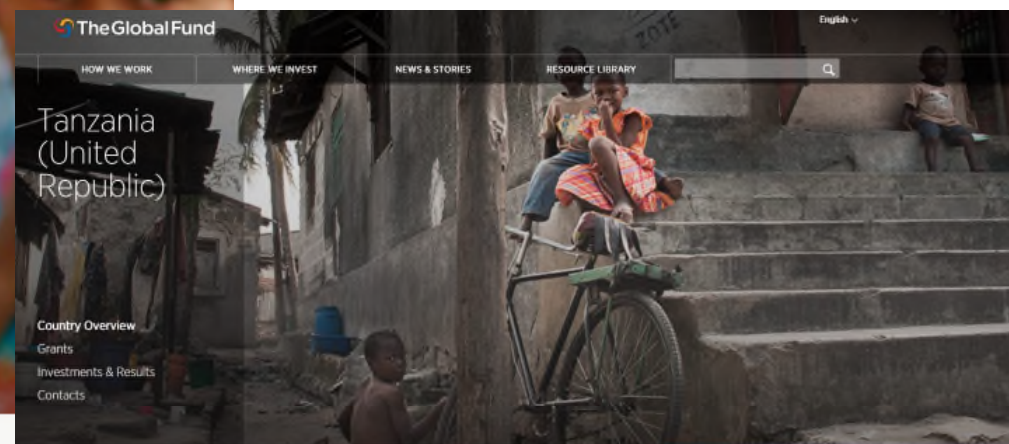 The Global Fund
English
HOW WE WORK
WHERE WE INVEST
NEWS & STORIES
RESOURCE LIBRARY
ZOTE
Tanzania
(United
Republic)
Country Overview
Grants
Investments & Results
Contacts